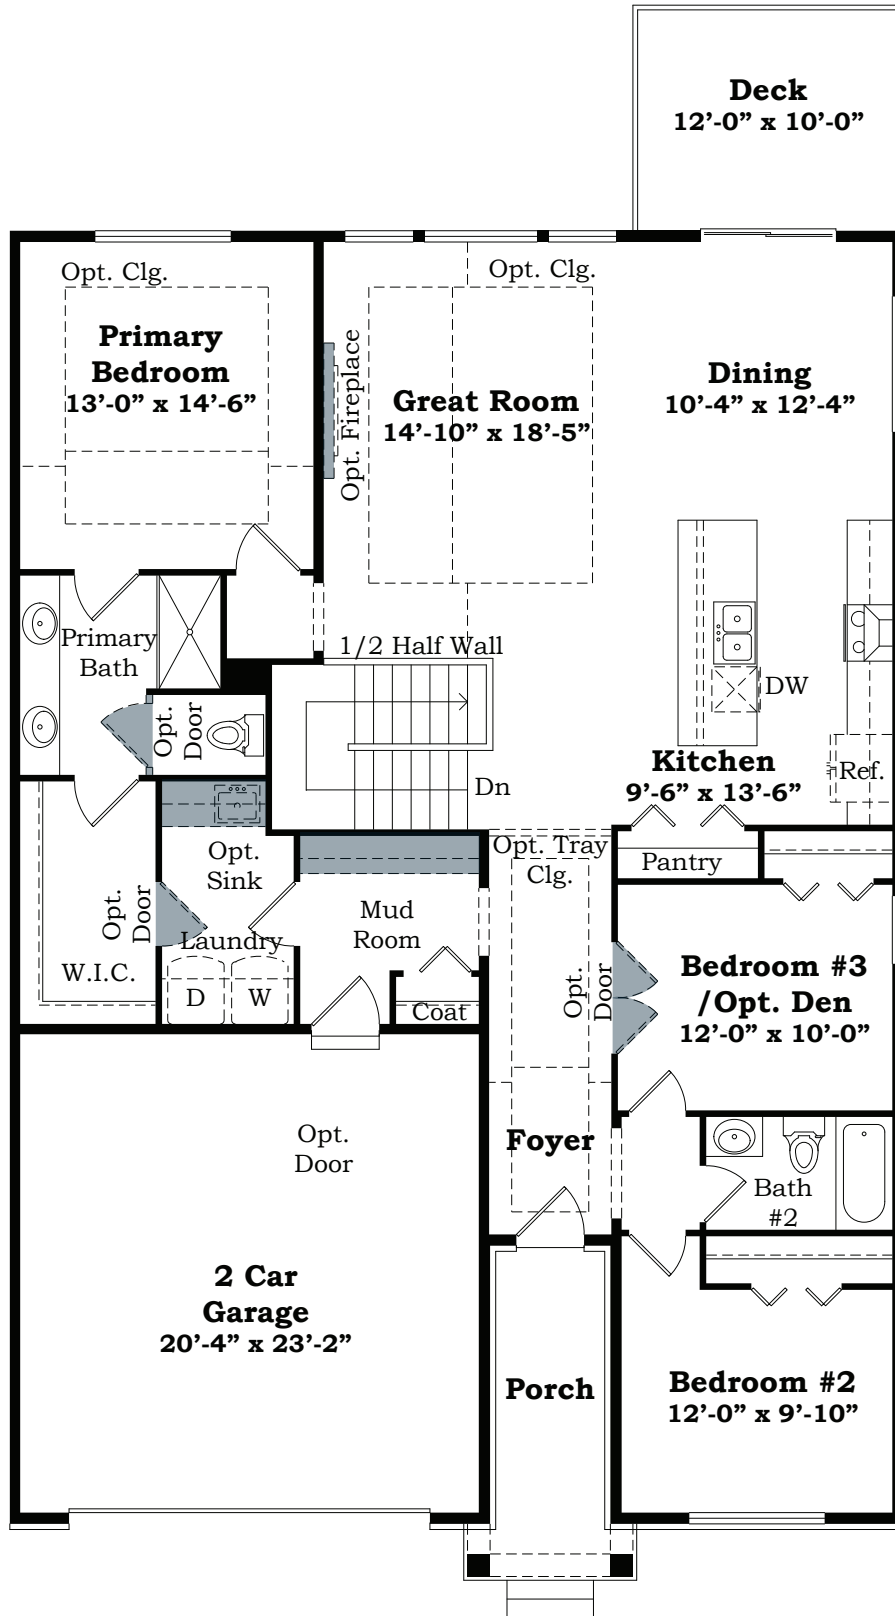 Deck
12’-0” x 10’-0”
Opt. Clg.
Primary
Bedroom
13’-0” x 14’-6”
Opt. Fireplace
Opt. Clg.
Great Room
14’-10” x 18’-5”
Dining
10’-4” x 12’-4”
Primary
Bath
1/2 Half Wall
Opt.
Door
Dn
DW
Kitchen
9’-6” x 13’-6”
Ref.
Pantry
Opt. Tray
Clg.
Opt.
Sink
Opt.
Door
W.I.C.
Laundry
D
W
Mud
Room
Coat
Opt.
Door
Bedroom #3
/Opt. Den
12’-0” x 10’-0”
Foyer
Bath
#2
Opt.
Door
2 Car
Garage
20’-4” x 23’-2”
Porch
Bedroom #2
12’-0” x 9’-10”